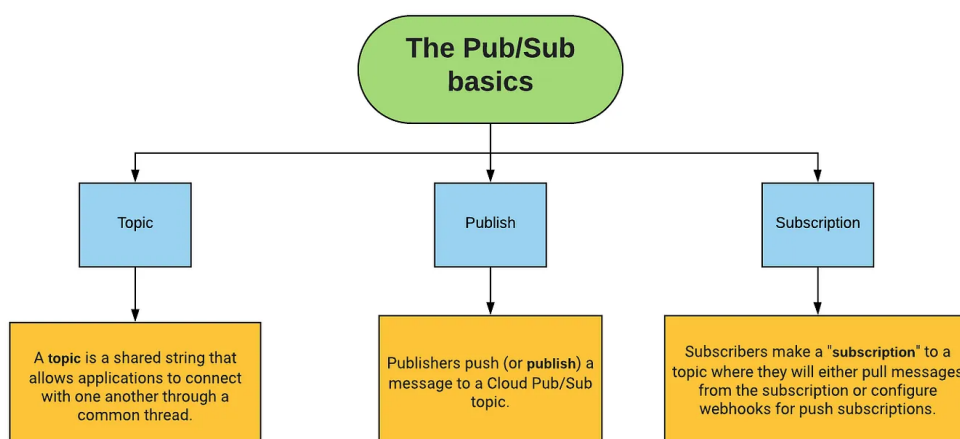 The Pub/Sub
basics
Topic
Publish
Subscription
A topic is a shared string that
allows applications to connect
with one another through a
common thread.
Publishers push (or publish) a
message to a Cloud Pub/Sub
topic.
Subscribers make a "subscription" to a
topic where they will either pull messages
from the subscription or configure
webhooks for push subscriptions.